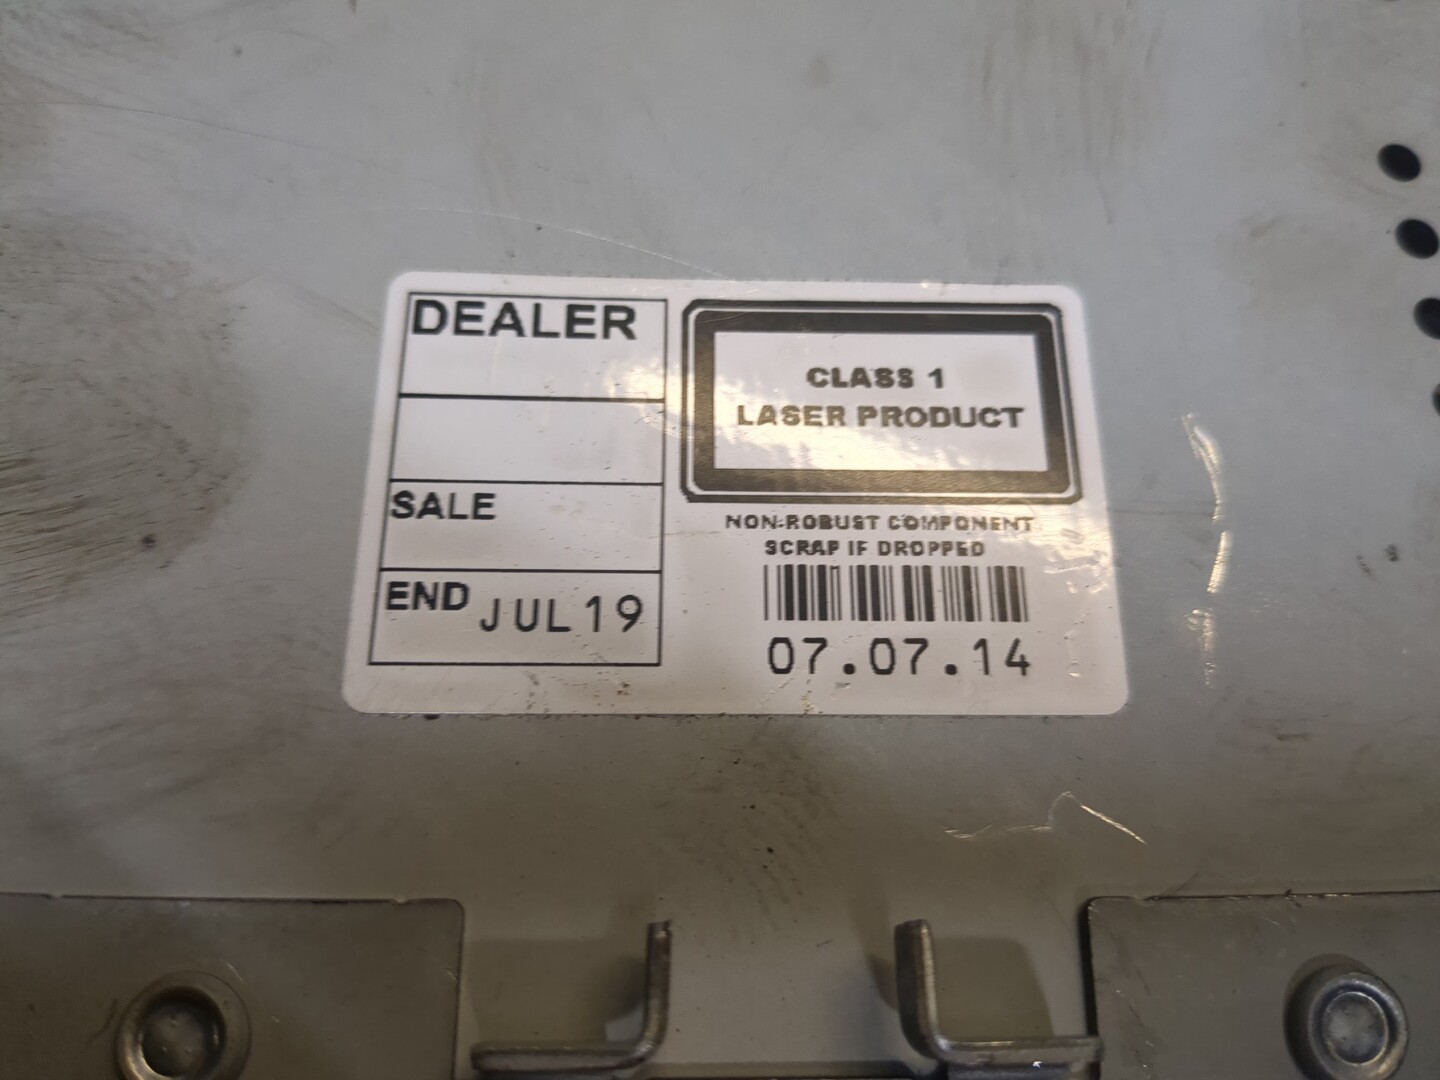 DEALER
SALE
END JUL19
CLASS 1
LASER PRODUCT
NON-ROBUST COMPONENT
SCRAP IF DROPPED
07.07.14